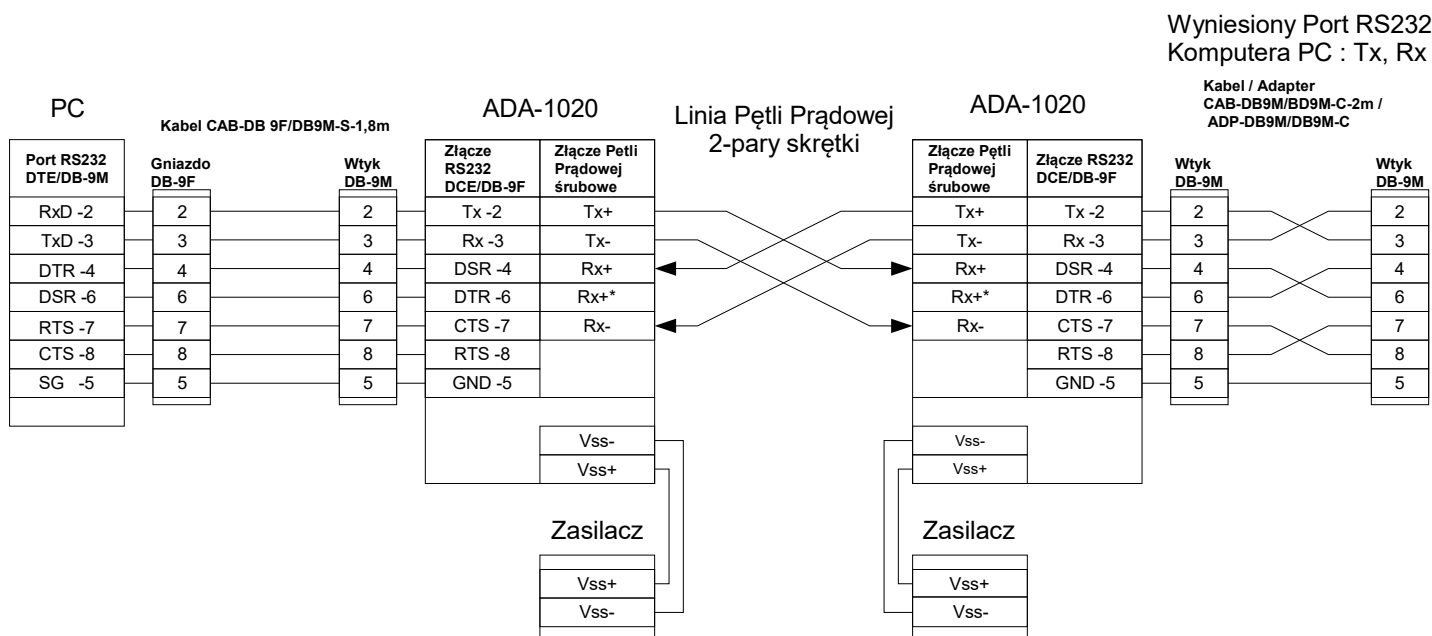 Wyniesiony Port RS232
Komputera PC : Tx, Rx
Kabel / Adapter
CAB-DB9M/BD9M-C-2m /
ADP-DB9M/DB9M-C
PC
Kabel CAB-DB 9F/DB9M-S-1,8m
ADA-1020
Linia Pętli Prądowej
2-pary skrętki
ADA-1020
Port RS232
DTE/DB-9M
RxD -2
TxD -3
DTR -4
DSR -6
RTS -7
CTS -8
SG -5
Gniazdo
DB-9F
2
3
4
6
7
8
5
Wtyk
DB-9M
2
3
4
6
7
8
5
Złącze
RS232
DCE/DB-9F
Tx -2
Rx -3
DSR -4
DTR -6
CTS -7
RTS -8
GND -5
Złącze Petli
Prądowej
śrubowe
Tx+
Tx-
Rx+
Rx+*
Rx-
Vss-
Vss+
Zasilacz
Vss+
Vss-
Złącze Pętli
Prądowej
śrubowe
Tx+
Tx-
Rx+
Rx+*
Rx-
Vss-
Vss+
Zasilacz
Vss+
Vss-
Złącze RS232
DCE/DB-9F
Tx -2
Rx -3
DSR -4
DTR -6
CTS -7
RTS -8
GND -5
Wtyk
DB-9M
2
3
4
6
7
8
5
Wtyk
DB-9M
2
3
4
6
7
8
5